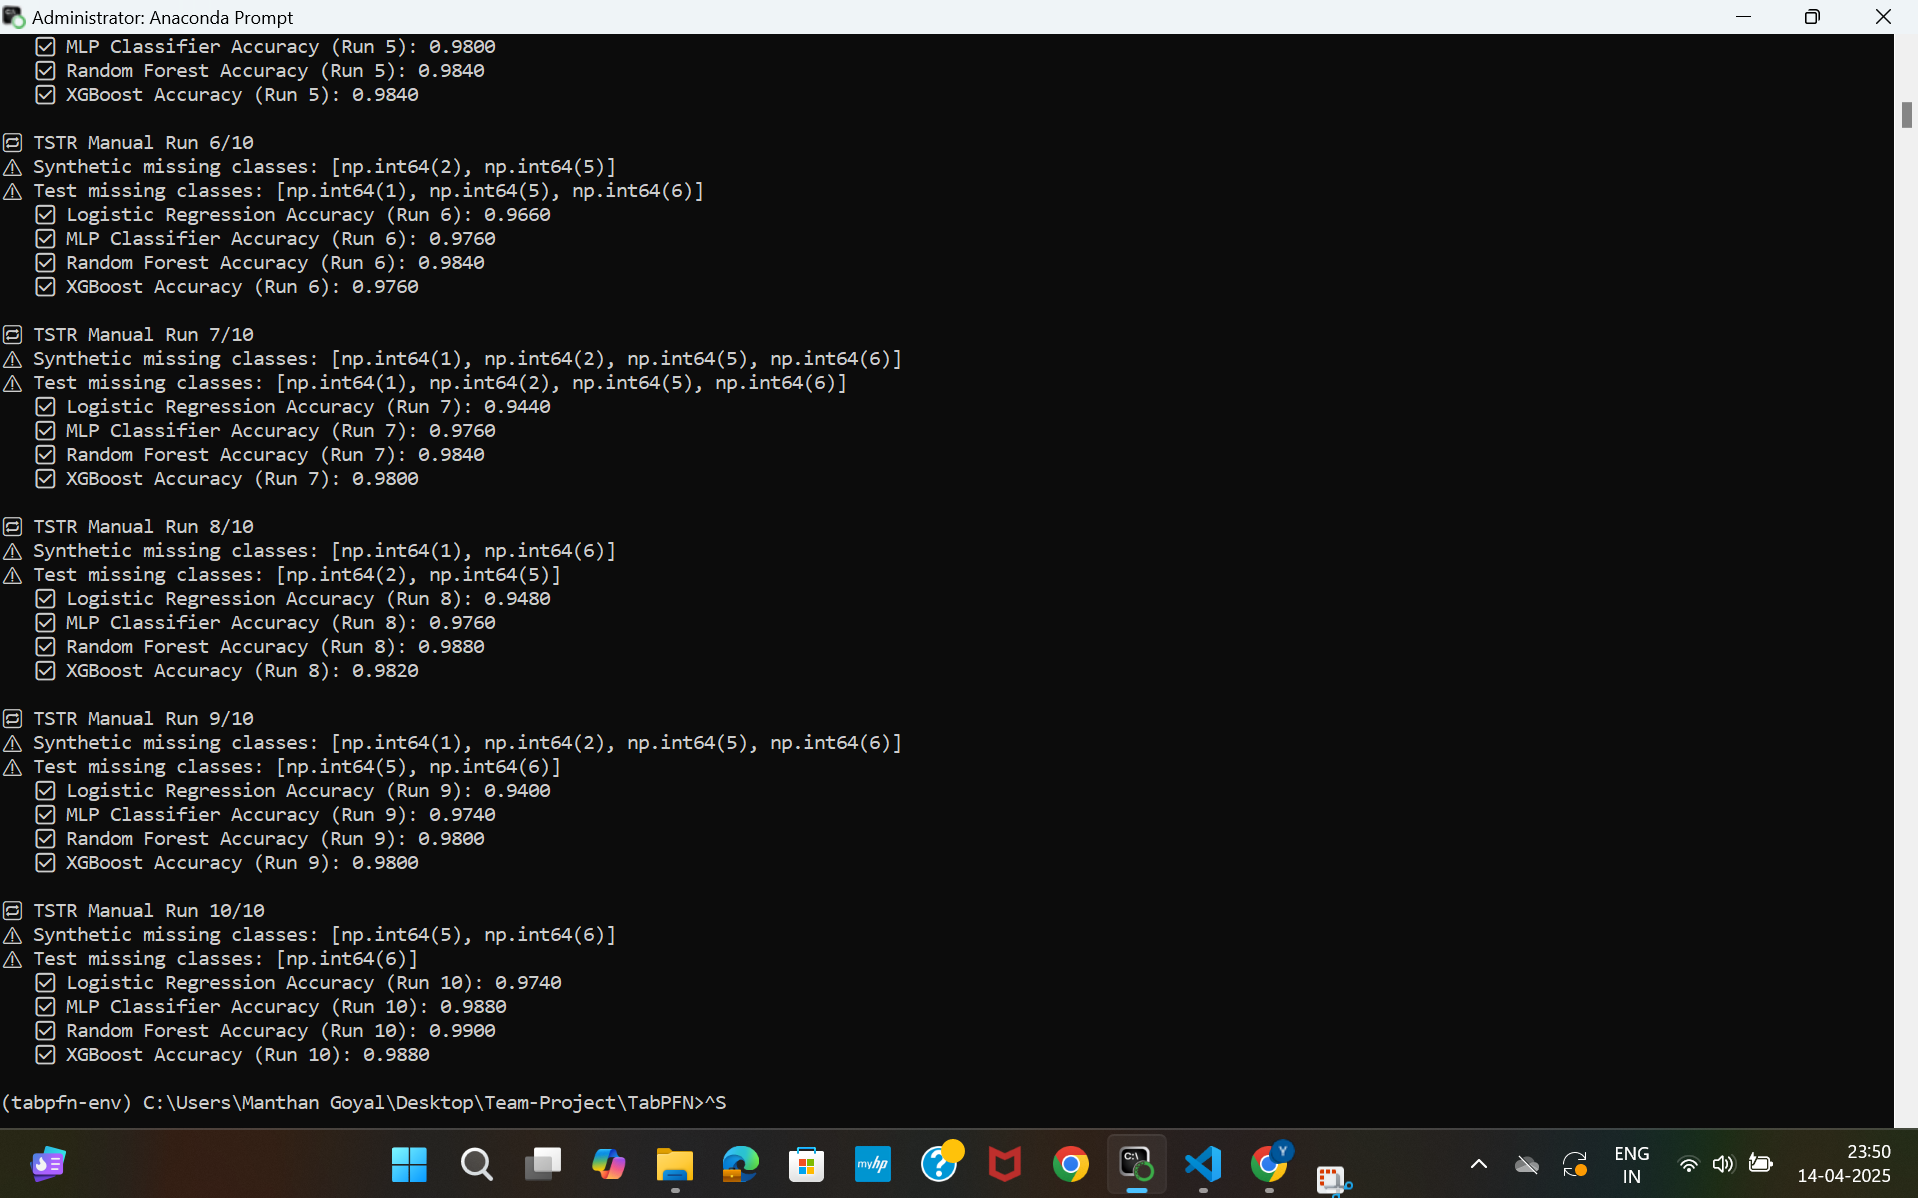 Administrator: Anaconda Prompt
MLP Classifier Accuracy (Run 5): 0.9800
Random Forest Accuracy (Run 5): 0.9840
XGBoost Accuracy (Run 5): 0.9840
TSTR Manual Run 6/10
Synthetic missing classes: [np.int64(2), np.int64(5)]
Test missing classes: [np.int64(1), np.int64(5), np.int64(6)]
Logistic Regression Accuracy (Run 6): 0.9660
MLP Classifier Accuracy (Run 6): 0.9760
Random Forest Accuracy (Run 6): 0.9840
XGBoost Accuracy (Run 6): 0.9760
TSTR Manual Run 7/10
Synthetic missing classes: [np.int64(1), np.int64(2), np.int64(5), np.int64(6)]
Test missing classes: [np.int64(1), np.int64(2), np.int64(5), np.int64(6)]
Logistic Regression Accuracy (Run 7): 0.9440
MLP Classifier Accuracy (Run 7): 0.9760
Random Forest Accuracy (Run 7): 0.9840
XGBoost Accuracy (Run 7): 0.9800
TSTR Manual Run 8/10
Synthetic missing classes: [np.int64(1), np.int64(6)]
Test missing classes: [np.int64(2), np.int64(5)]
Logistic Regression Accuracy (Run 8): 0.9480
MLP Classifier Accuracy (Run 8): 0.9760
Random Forest Accuracy (Run 8): 0.9880
XGBoost Accuracy (Run 8): 0.9820
TSTR Manual Run 9/10
Synthetic missing classes: [np.int64(1), np.int64(2), np.int64(5), np.int64(6)]
Test missing classes: [np.int64(5), np.int64(6)]
Logistic Regression Accuracy (Run 9): 0.9400
MLP Classifier Accuracy (Run 9): 0.9740
Random Forest Accuracy (Run 9): 0.9800
XGBoost Accuracy (Run 9): 0.9800
TSTR Manual Run 10/10
Synthetic missing classes: [np.int64(5), np.int64(6)]
Test missing classes: [np.int64(6)]
Logistic Regression Accuracy (Run 10): 0.9740
MLP Classifier Accuracy (Run 10): 0.9880
Random Forest Accuracy (Run 10): 0.9900
XGBoost Accuracy (Run 10): 0.9880
(tabpfn-env) C:\Users\Manthan Goyal\Desktop\Team-Project\TabPFN>^S
myhp
?
C:\
Y
ENG
IN
23:50
14-04-2025